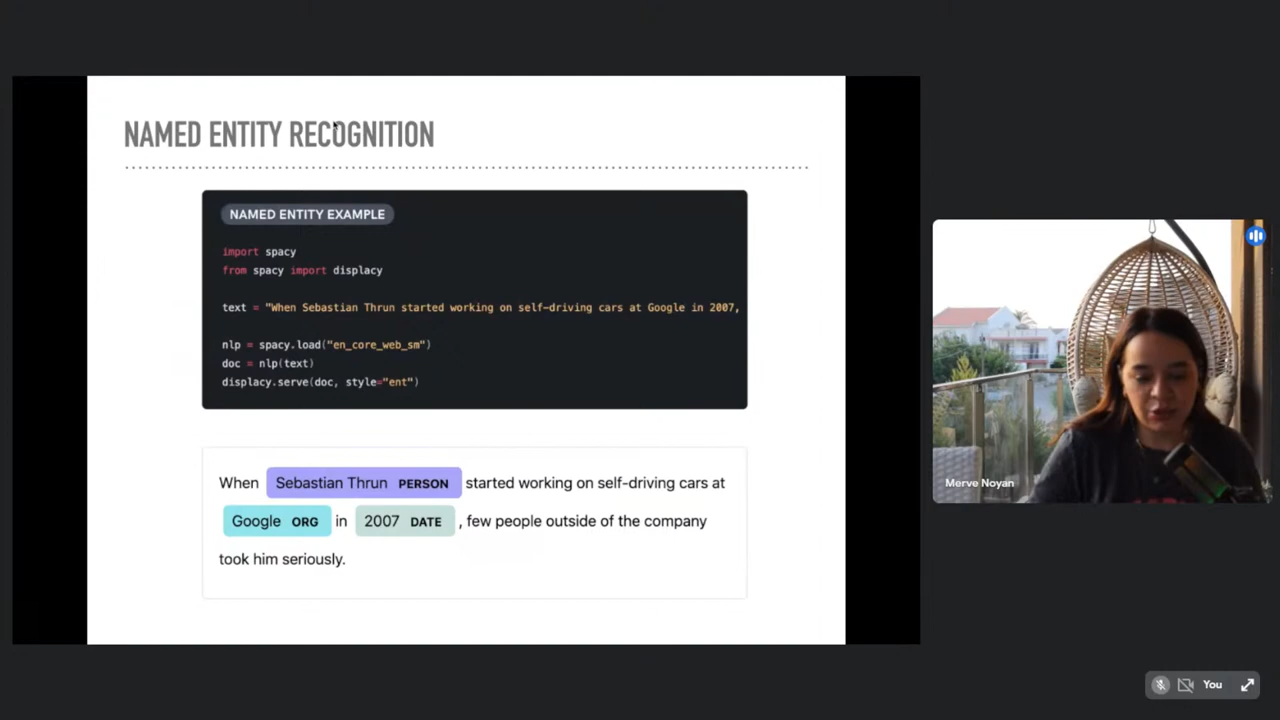 NAMED ENTITY RECOGNITION
NAMED ENTITY EXAMPLE
import spacy
from spacy import displacy
text = "When Sebastian Thrun started working on self-driving cars at Google in 2007,
nlp = spacy.load("en_core_web_sm")
doc = nlp(text)
displacy.serve(doc, style="ent")
When Sebastian Thrun PERSON started working on self-driving cars at
Google ORG in 2007 DATE , few people outside of the company
took him seriously.
Merve Noyan
You